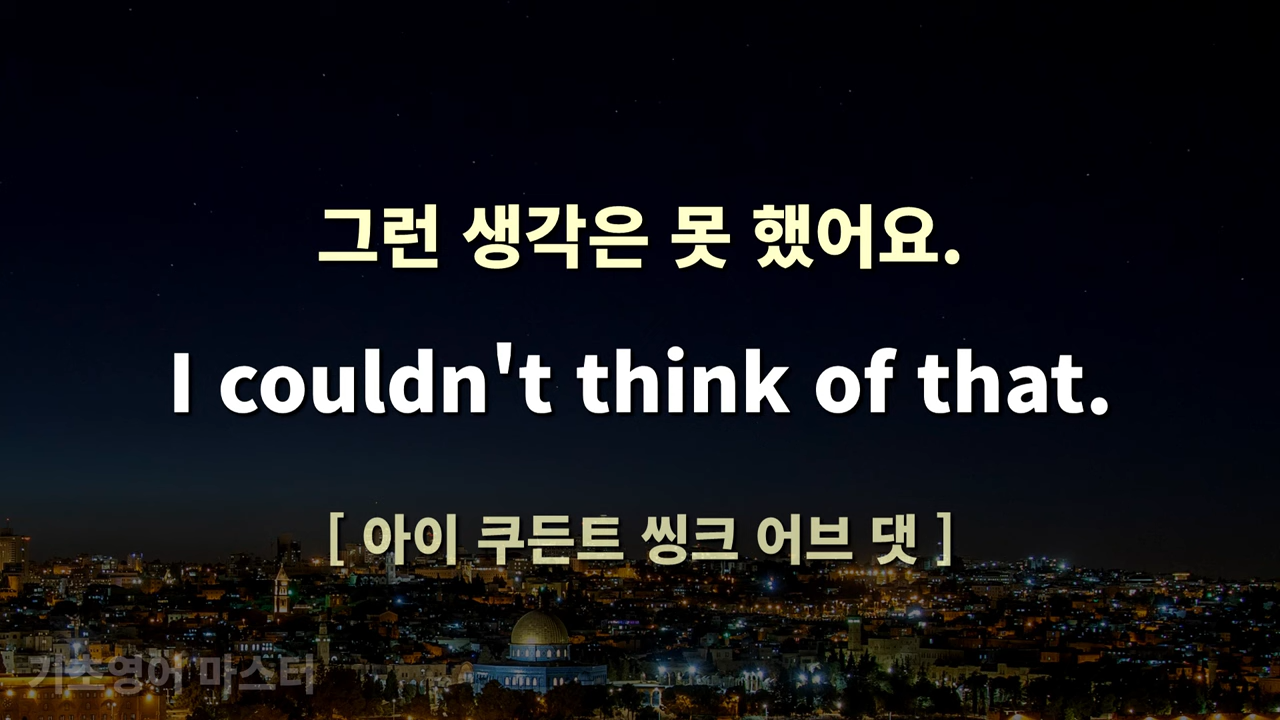 그런 생각은 못 했어요.
I couldn't think of that.
[ 아이 쿠든트 씽크 어브 댓 ]
기초영어 마스터